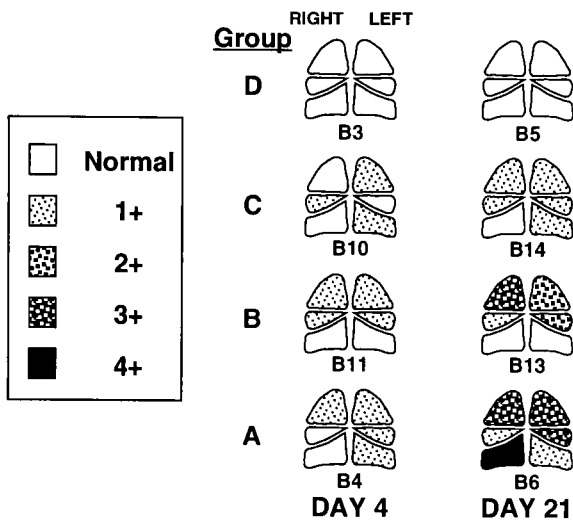 RIGHT LEFT
Group
D
B3 B5
Normal
1+
2+
3+
4+
C
B10 B14
B
B11 B13
A
B4 B6
DAY 4 DAY 21